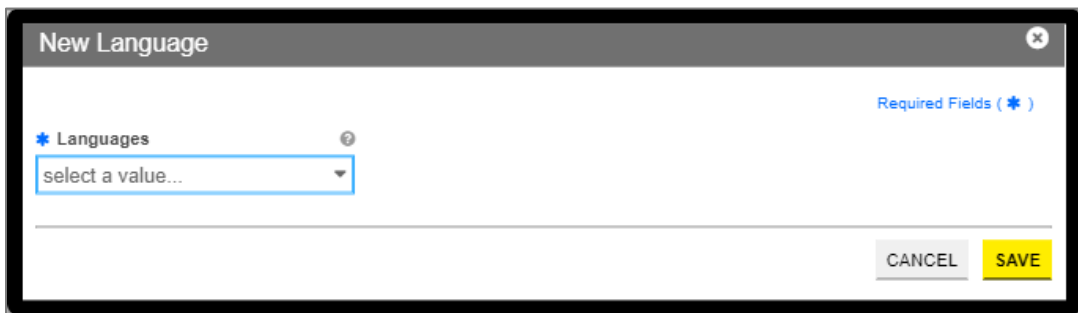 New Language
Required Fields ( * )
* Languages
select a value...
CANCEL SAVE